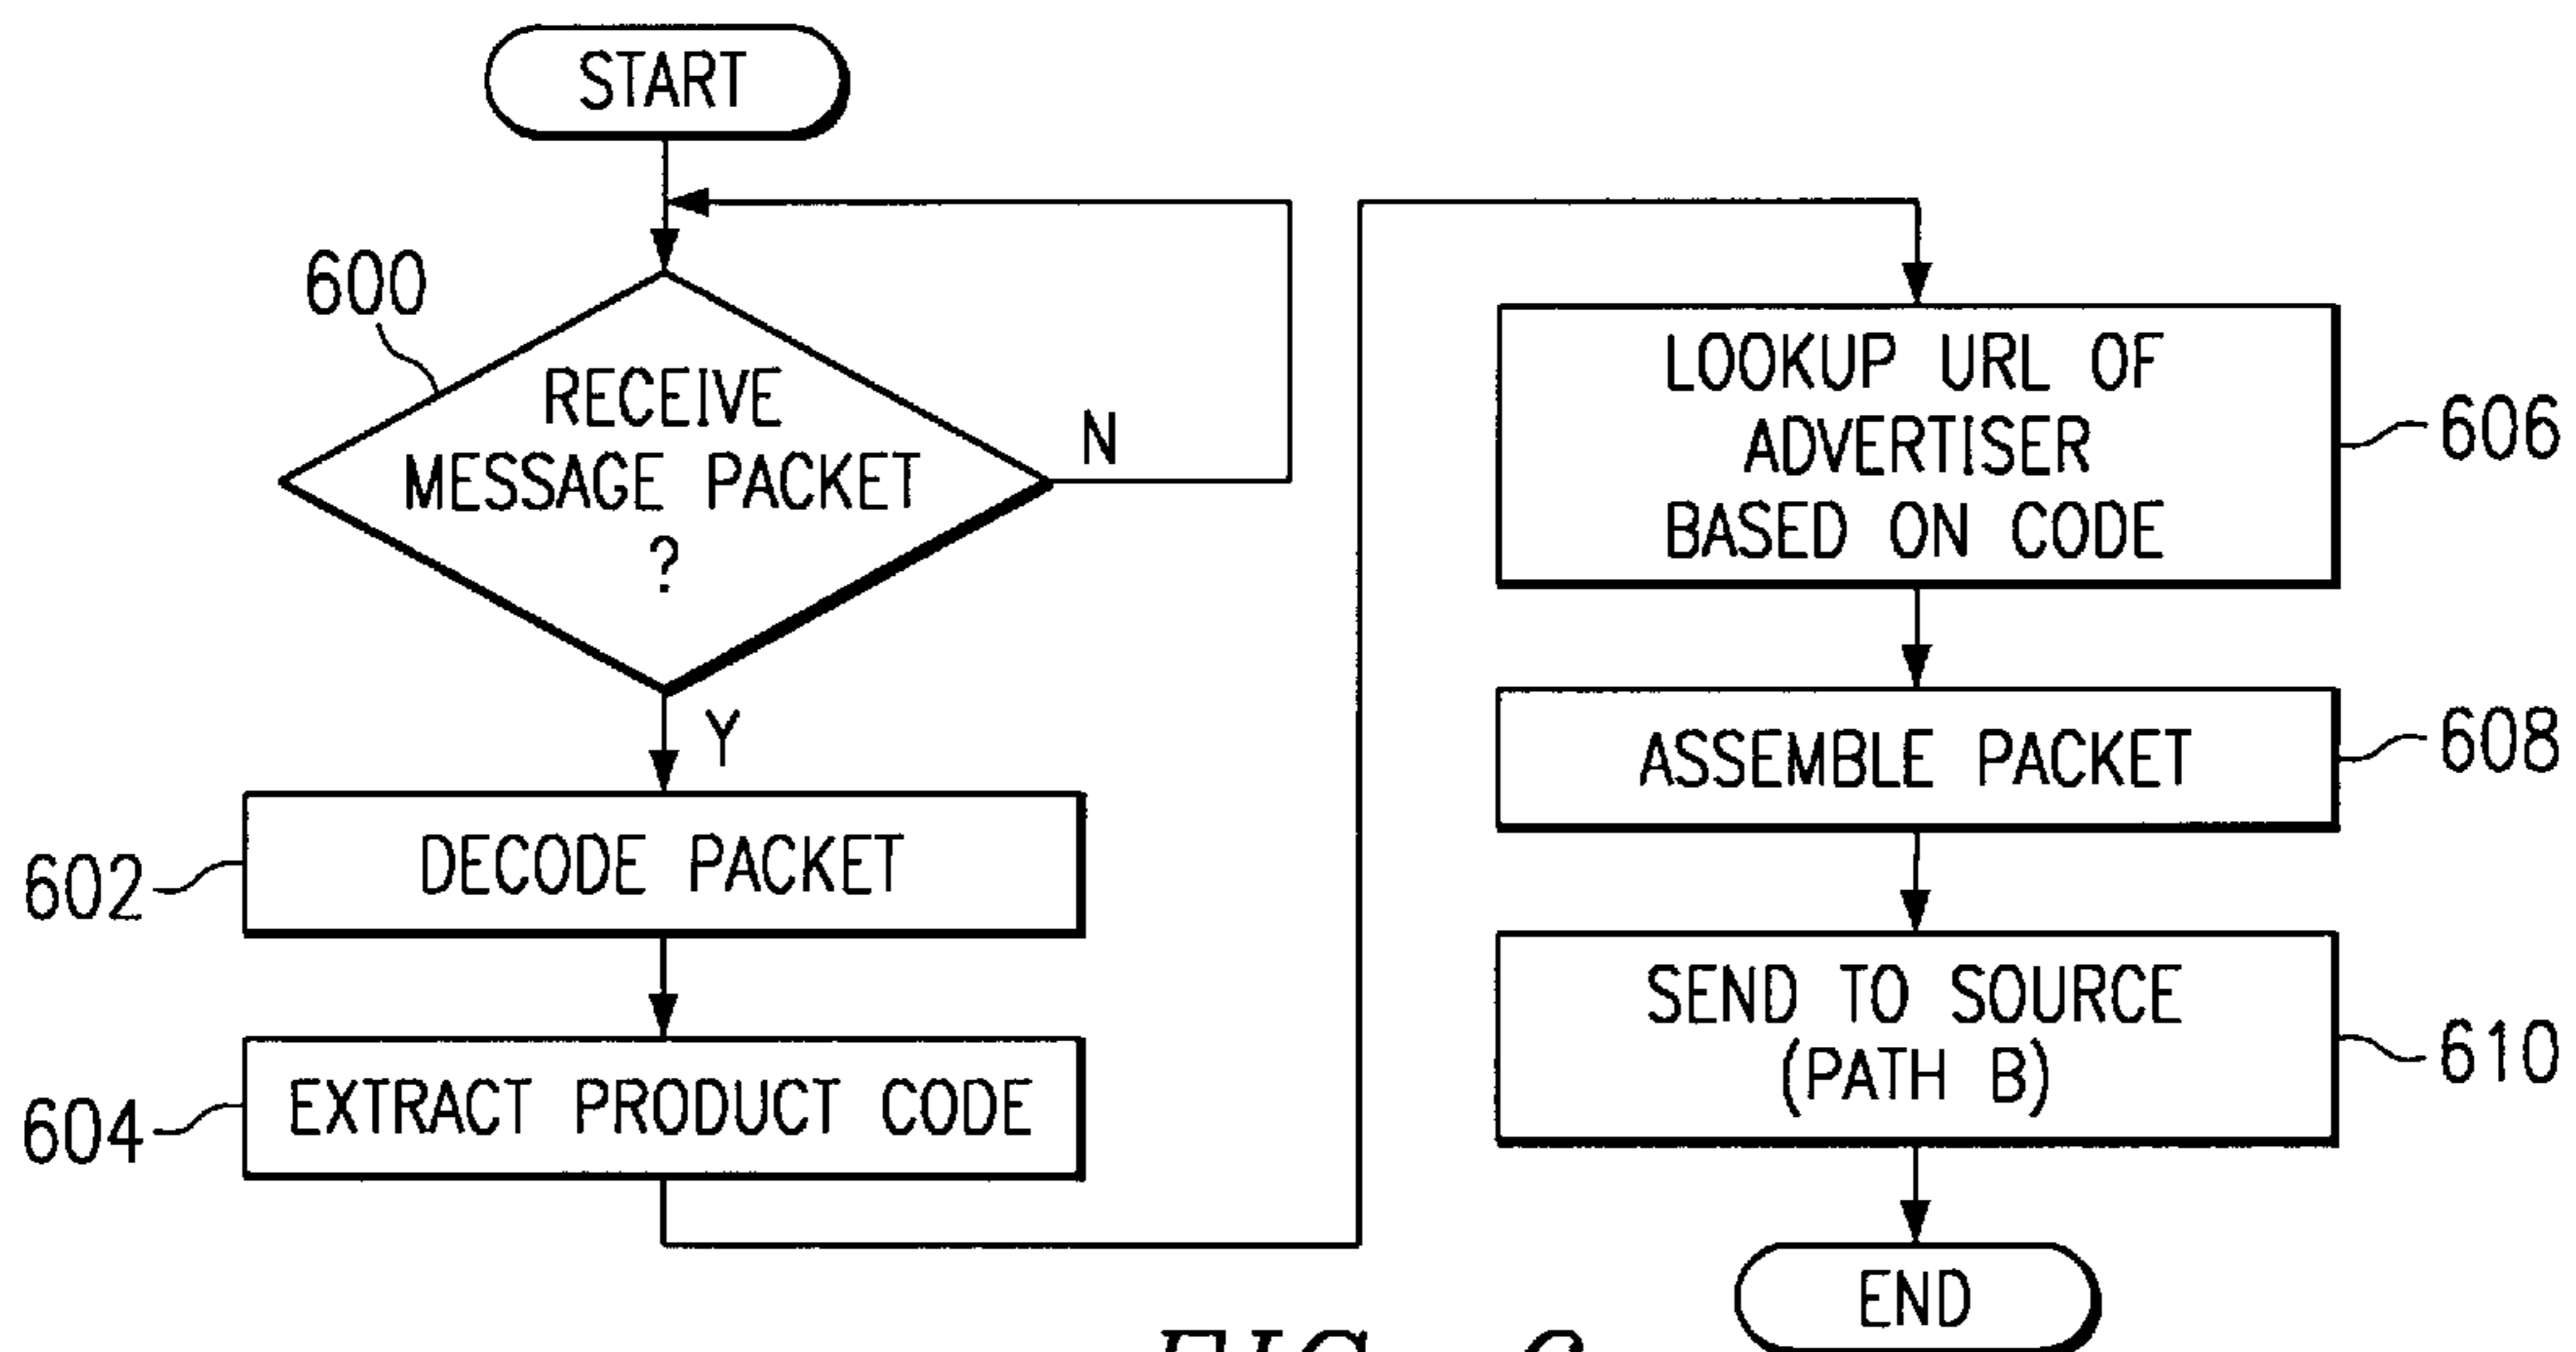 START
600
RECEIVE
MESSAGE PACKET
?
N
Y
602
DECODE PACKET
604
EXTRACT PRODUCT CODE
LOOKUP URL OF
ADVERTISER
BASED ON CODE
606
ASSEMBLE PACKET
608
SEND TO SOURCE
(PATH B)
610
END